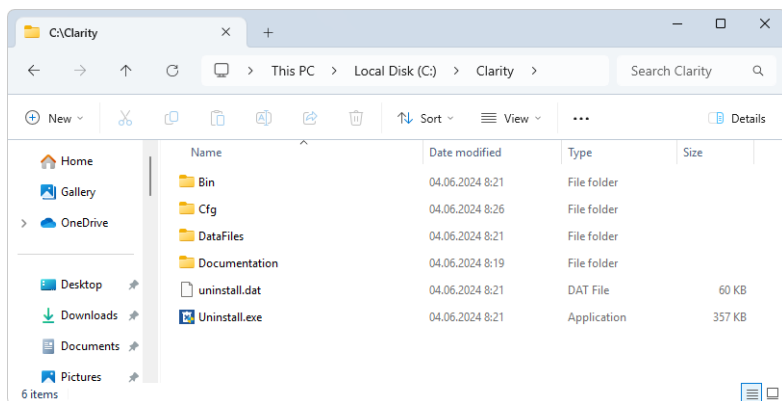 C:\Clarity
This PC > Local Disk (C:) > Clarity > Search Clarity
New Sort View ... Details
Name Date modified Type Size
Home
Gallery
OneDrive
Desktop
Downloads
Documents
Pictures
Bin 04.06.2024 8:21 File folder
Cfg 04.06.2024 8:26 File folder
DataFiles 04.06.2024 8:21 File folder
Documentation 04.06.2024 8:19 File folder
uninstall.dat 04.06.2024 8:21 DAT File 60 KB
Uninstall.exe 04.06.2024 8:21 Application 357 KB
6 items